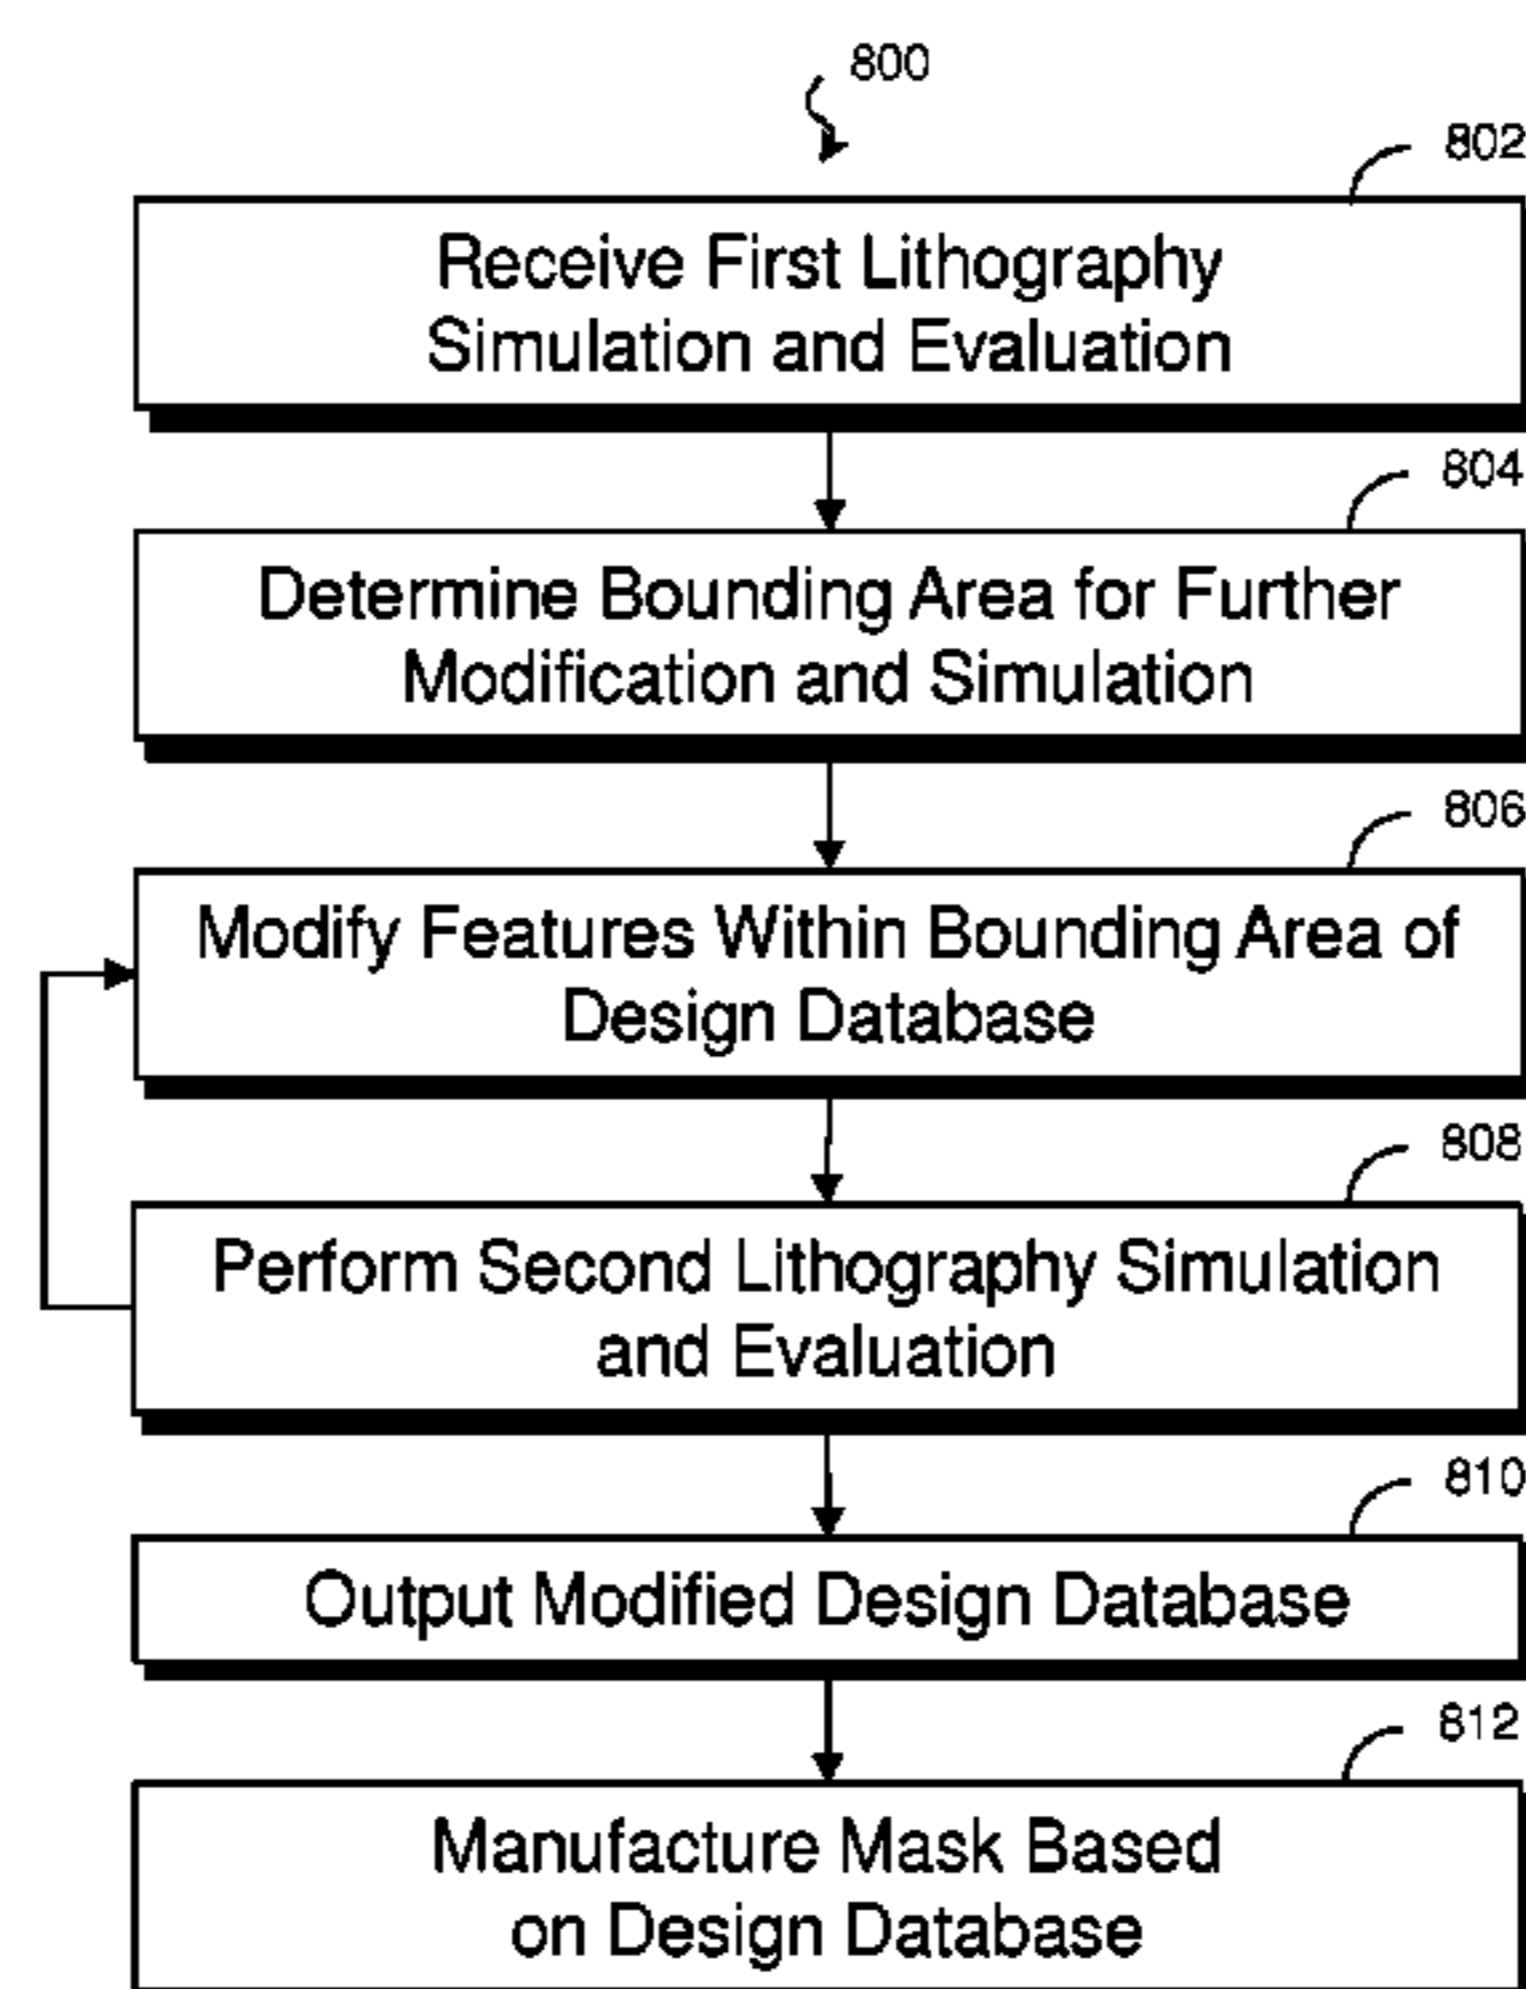 800
802
Receive First Lithography
Simulation and Evaluation
804
Determine Bounding Area for Further
Modification and Simulation
806
Modify Features Within Bounding Area of
Design Database
808
Perform Second Lithography Simulation
and Evaluation
810
Output Modified Design Database
812
Manufacture Mask Based
on Design Database